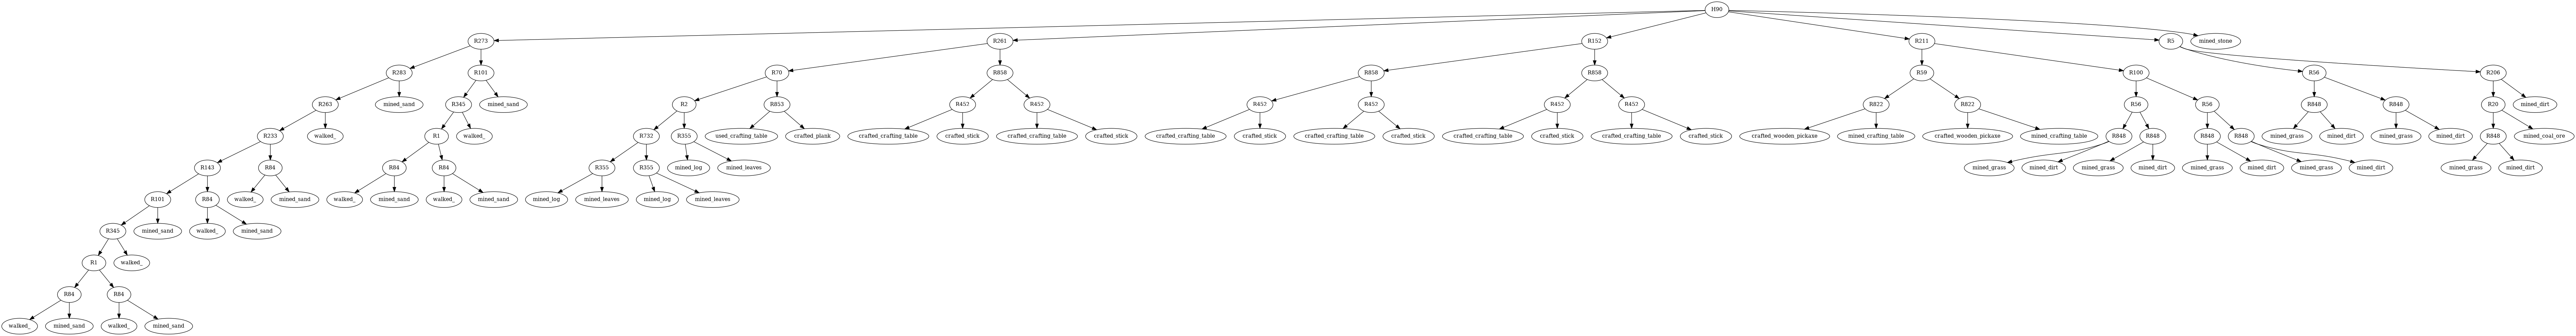 H90
R273 R261 R152 R211 R5 mined_stone
R283 R101 R70 R858 R858 R858 R59 R100 R56 R206
R263 mined_sand R345 mined_sand R2 R853 R452 R452 R452 R452 R452 R452 R822 R822 R56 R56 R848 R848 R20 mined_dirt
R233 walked_ R1 walked_ R732 R355 used_crafting_table crafted_plank crafted_crafting_table crafted_stick crafted_crafting_table crafted_stick crafted_crafting_table crafted_stick crafted_crafting_table crafted_stick crafted_crafting_table crafted_stick crafted_crafting_table crafted_stick crafted_wooden_pickaxe mined_crafting_table crafted_wooden_pickaxe mined_crafting_table R848 R848 R848 R848 mined_grass mined_dirt mined_grass mined_dirt R848 mined_coal_ore
R143 R84 R84 R84 R355 R355 mined_log mined_leaves mined_grass mined_dirt mined_grass mined_dirt mined_grass mined_dirt mined_grass mined_dirt mined_grass mined_dirt
R101 R84 walked_ mined_sand walked_ mined_sand walked_ mined_sand mined_log mined_leaves mined_log mined_leaves
R345 mined_sand walked_ mined_sand
R1 walked_
R84 R84
walked_ mined_sand walked_ mined_sand